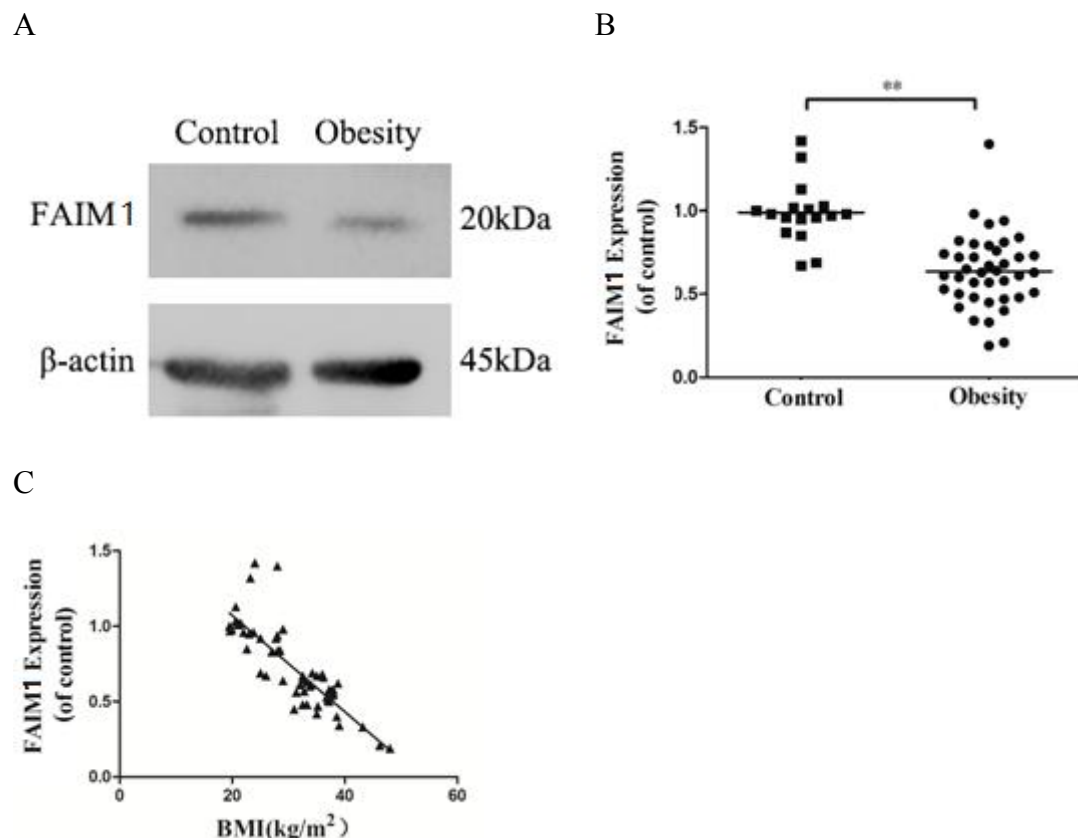 A
Control Obesity
FAIM1 20kDa
β-actin 45kDa
B
**
FAIM1 Expression
(of control)
1.5
1.0
0.5
0.0
Control Obesity
C
FAIM1 Expression
(of control)
1.5
1.0
0.5
0.0
0 20 40 60
BMI(kg/m²)